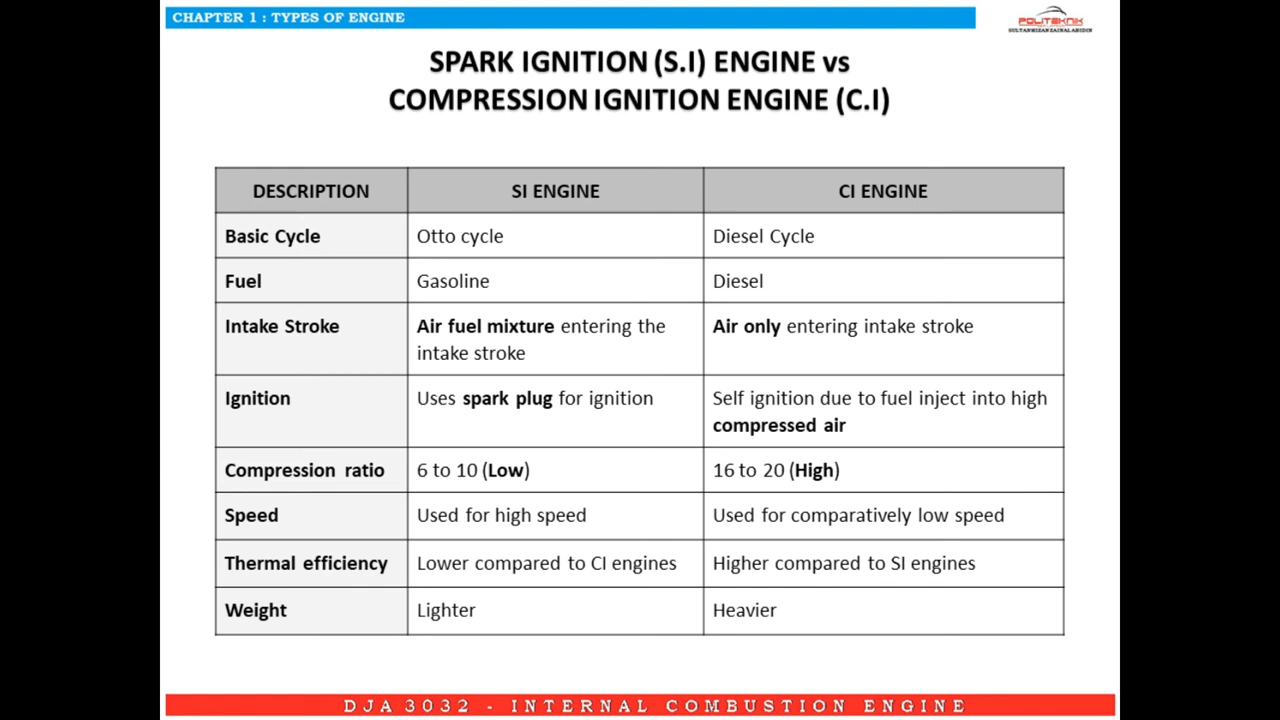 CHAPTER 1 : TYPES OF ENGINE
POLITEKNIK
SULTAN MIZAN ZAINAL ABIDIN
SPARK IGNITION (S.I) ENGINE vs
COMPRESSION IGNITION ENGINE (C.I)
DESCRIPTION SI ENGINE CI ENGINE
Basic Cycle Otto cycle Diesel Cycle
Fuel Gasoline Diesel
Intake Stroke Air fuel mixture entering the Air only entering intake stroke
intake stroke
Ignition Uses spark plug for ignition Self ignition due to fuel inject into high
compressed air
Compression ratio 6 to 10 (Low) 16 to 20 (High)
Speed Used for high speed Used for comparatively low speed
Thermal efficiency Lower compared to CI engines Higher compared to SI engines
Weight Lighter Heavier
DJA 3032 - INTERNAL COMBUSTION ENGINE